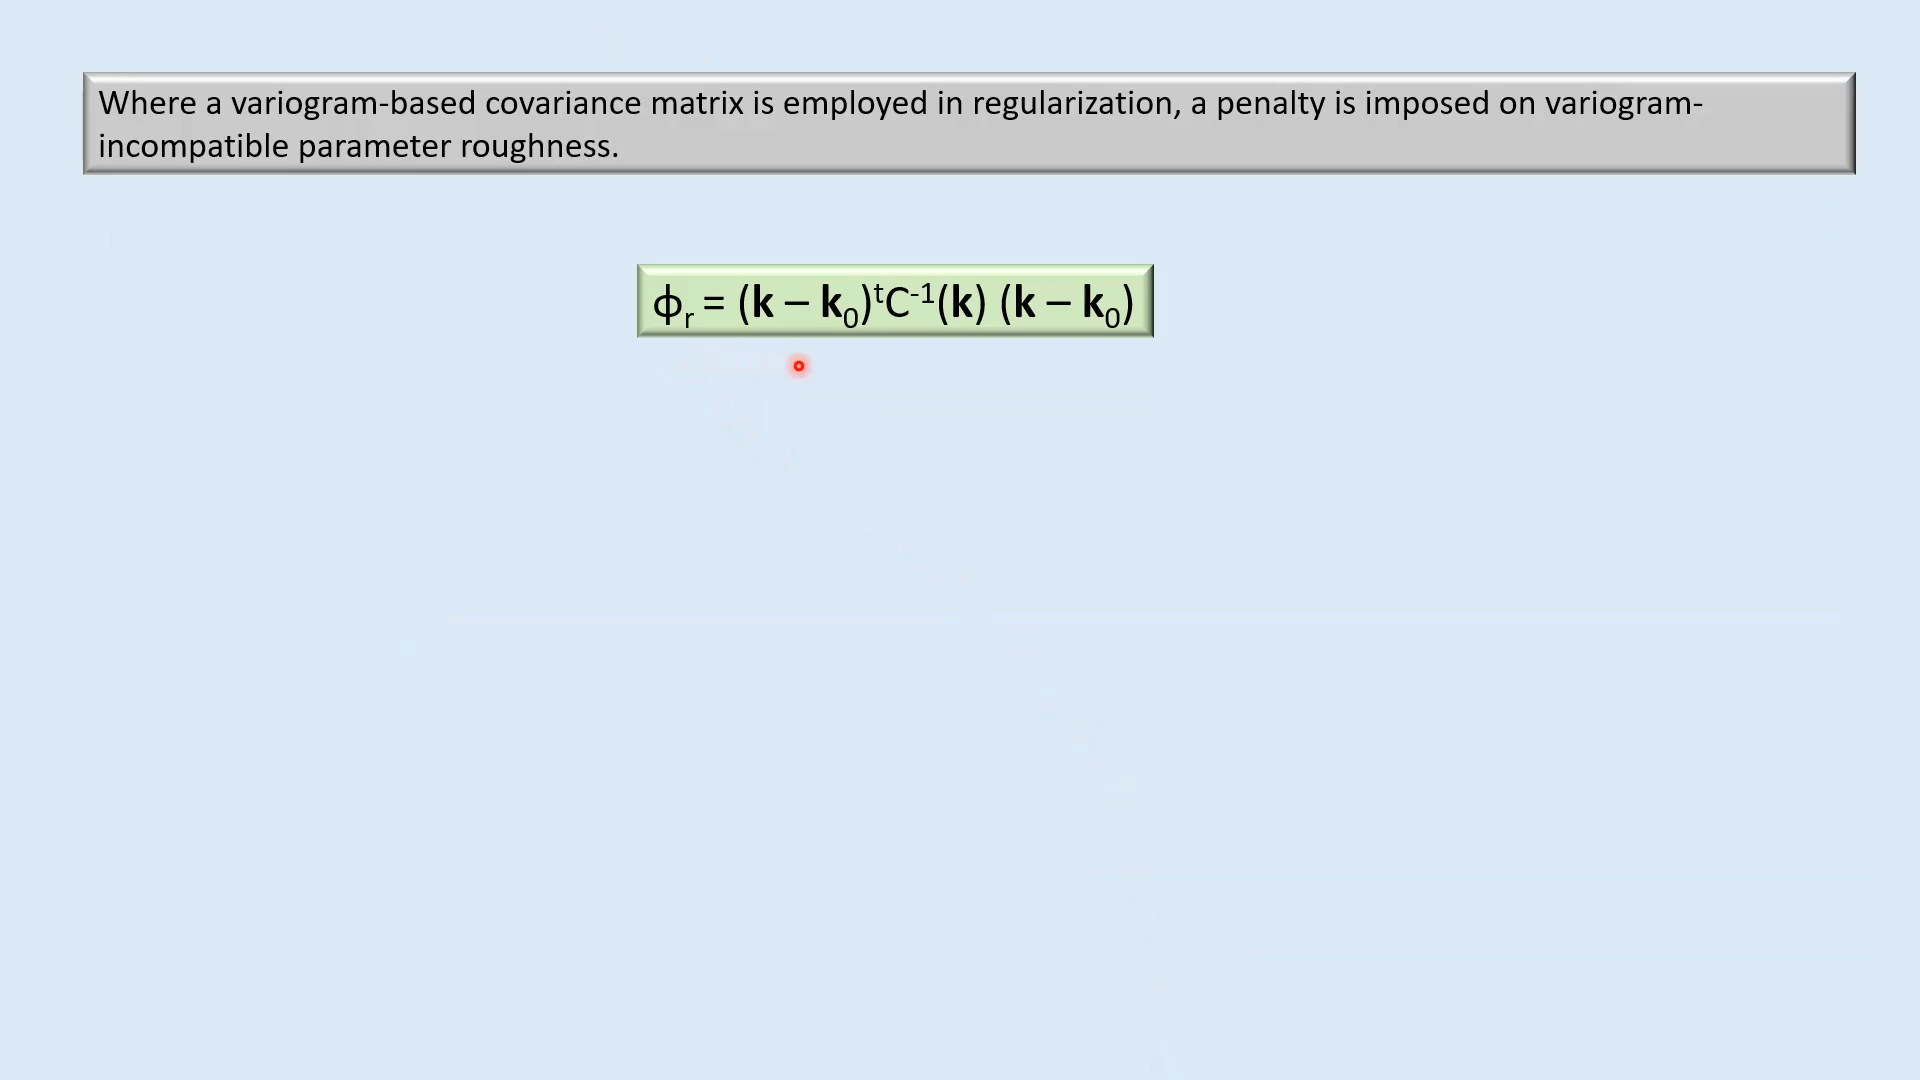 Where a variogram-based covariance matrix is employed in regularization, a penalty is imposed on variogram-
incompatible parameter roughness.
ϕᵣ = (k – k₀)ᵗC⁻¹(k) (k – k₀)